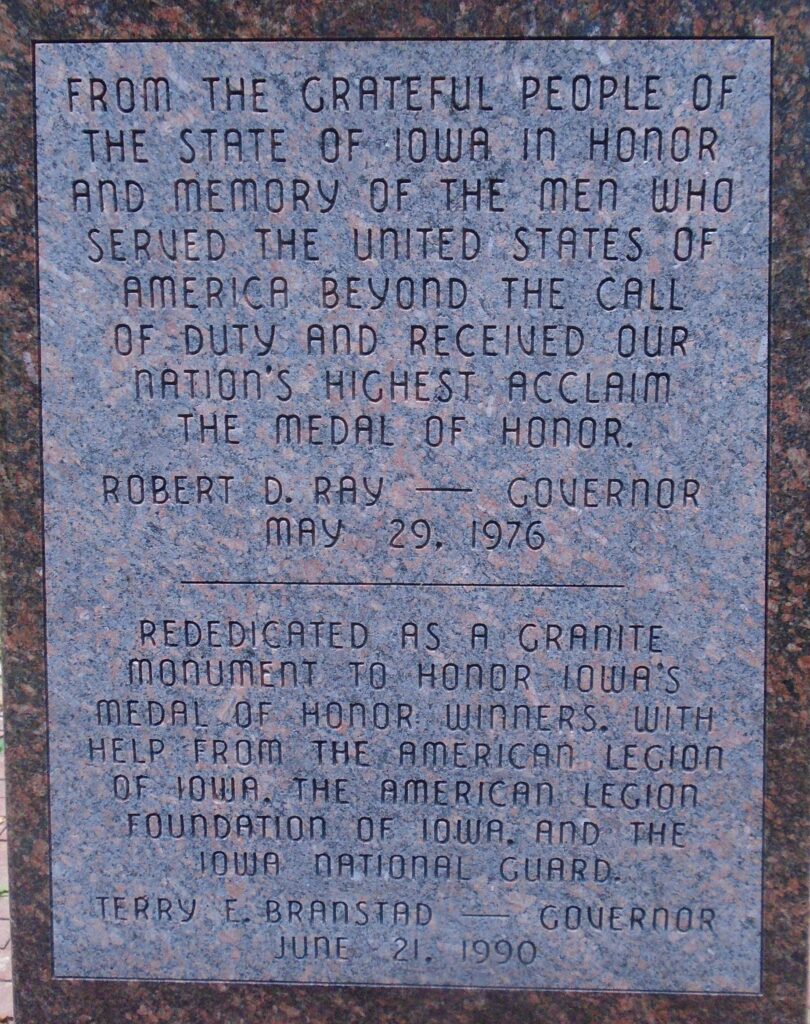 FROM THE GRATEFUL PEOPLE OF
THE STATE OF IOWA IN HONOR
AND MEMORY OF THE MEN WHO
SERVED THE UNITED STATES OF
AMERICA BEYOND THE CALL
OF DUTY AND RECEIVED OUR
NATION'S HIGHEST ACCLAIM
THE MEDAL OF HONOR.
ROBERT D. RAY — GOVERNOR
MAY 29, 1976
REDEDICATED AS A GRANITE
MONUMENT TO HONOR IOWA'S
MEDAL OF HONOR WINNERS, WITH
HELP FROM THE AMERICAN LEGION
OF IOWA, THE AMERICAN LEGION
FOUNDATION OF IOWA, AND THE
IOWA NATIONAL GUARD.
TERRY E. BRANSTAD — GOVERNOR
JUNE 21, 1990